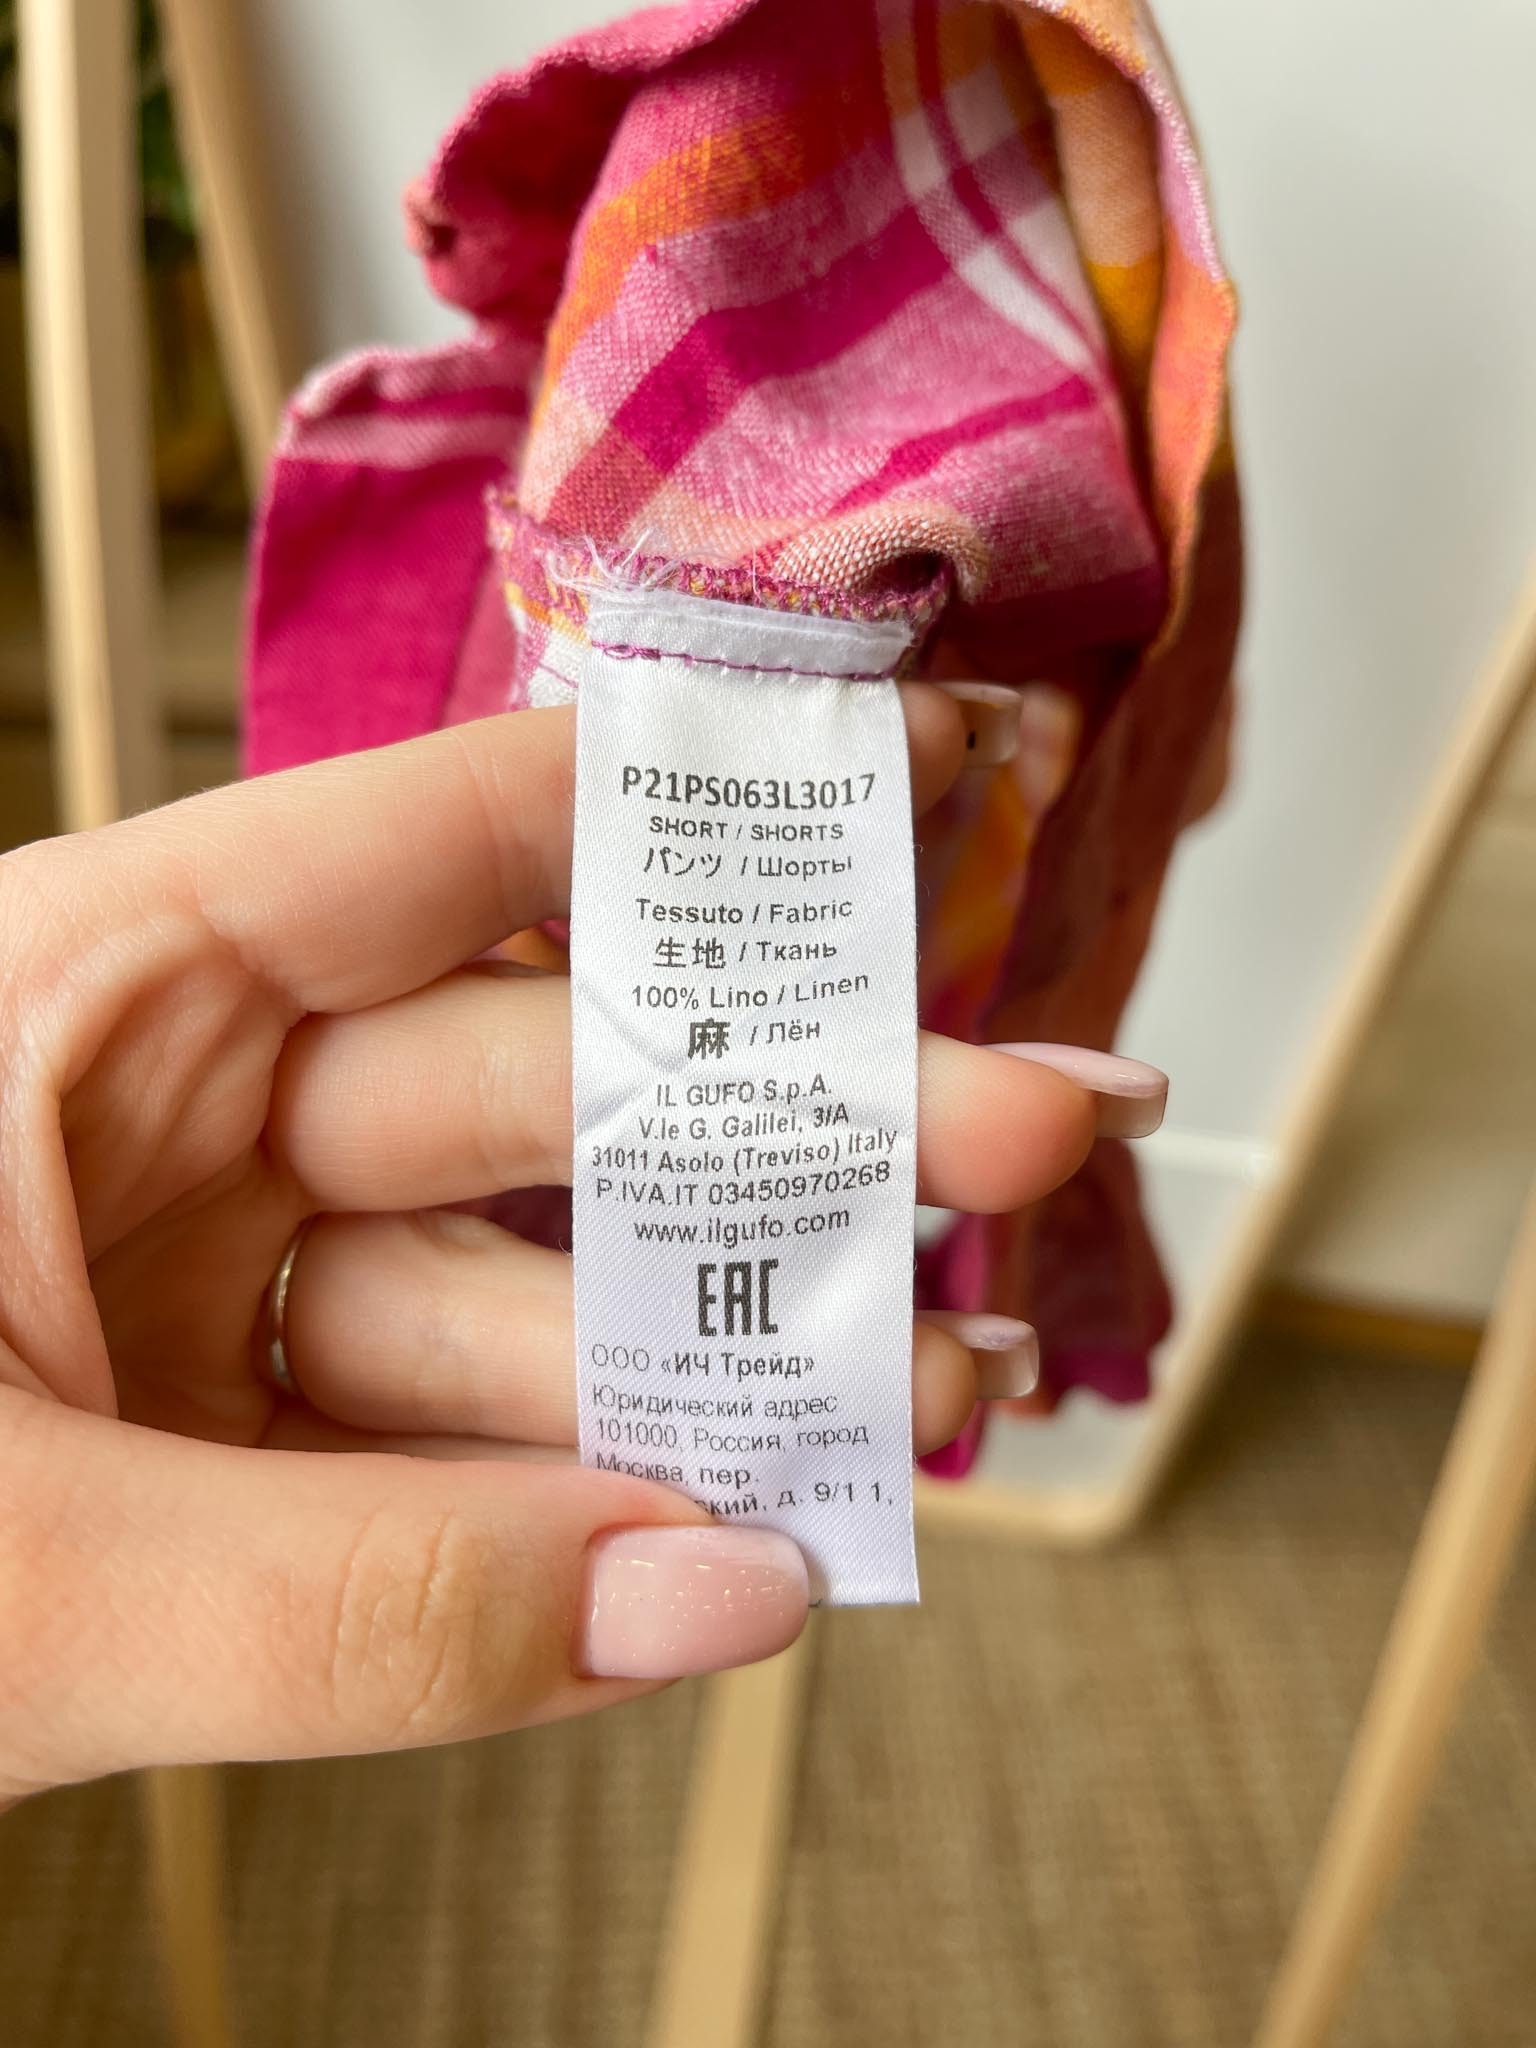 P21PS063L3017
SHORT / SHORTS
パンツ / Шорты
Tessuto / Fabric
生地 / Ткань
100% Lino / Linen
麻 / Лён
IL GUFO S.p.A.
V.le G. Galilei, 3/A
31011 Asolo (Treviso) Italy
P.IVA.IT 03450970268
www.ilgufo.com
EAC
ООО «ИЧ Трейд»
Юридический адрес
101000, Россия, город
Москва, пер.
д. 9/1 1,